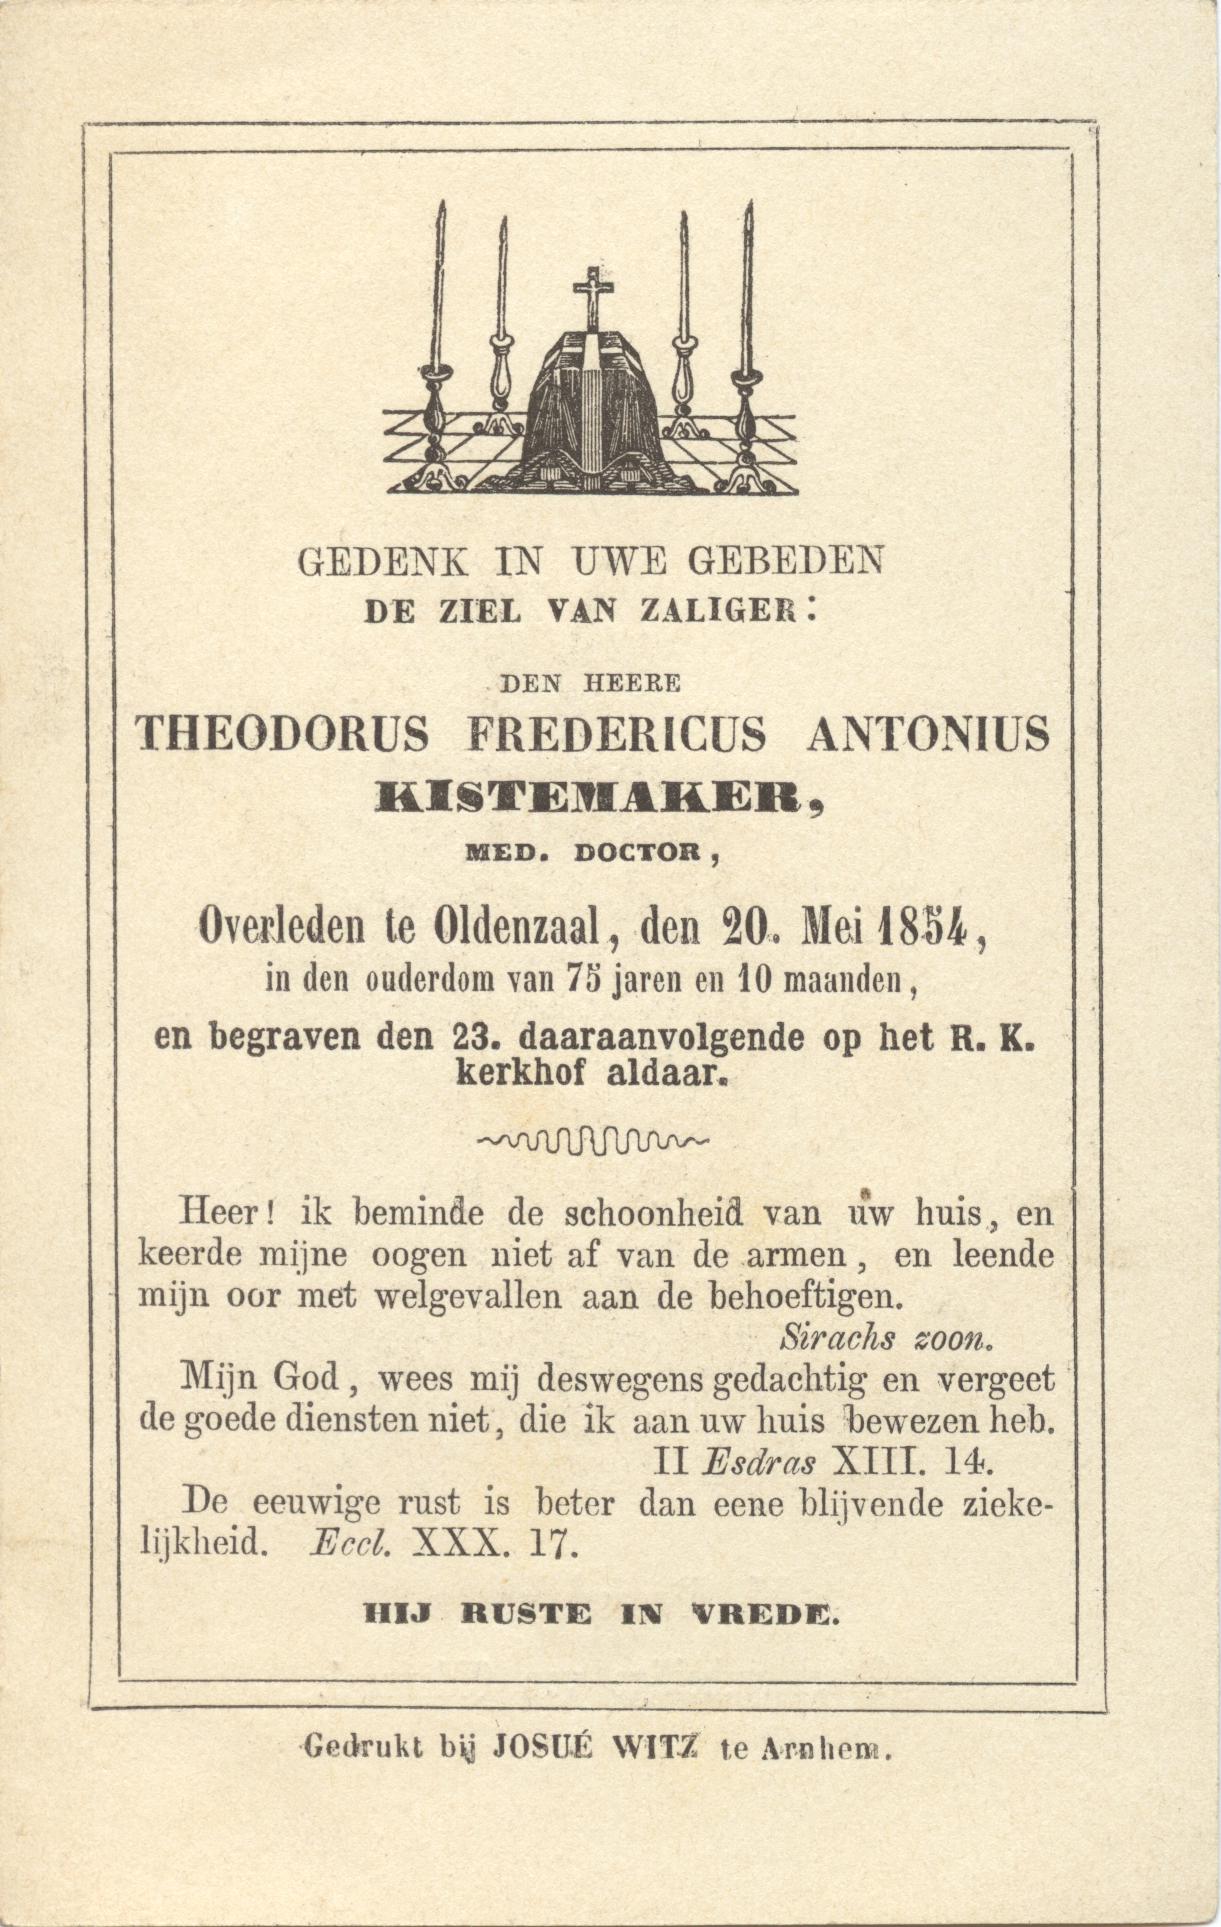 GEDENK IN UWE GEBEDEN
DE ZIEL VAN ZALIGER:
DEN HEERE
THEODORUS FREDERICUS ANTONIUS
KISTEMAKER,
MED. DOCTOR,
Overleden te Oldenzaal, den 20. Mei 1854,
in den ouderdom van 75 jaren en 10 maanden,
en begraven den 23. daaraanvolgende op het R. K.
kerkhof aldaar.
Heer! ik beminde de schoonheid van uw huis, en
keerde mijne oogen niet af van de armen, en leende
mijn oor met welgevallen aan de behoeftigen.
Sirachs zoon.
Mijn God, wees mij deswegens gedachtig en vergeet
de goede diensten niet, die ik aan uw huis bewezen heb.
II Esdras XIII. 14.
De eeuwige rust is beter dan eene blijvende zieke-
lijkheid. Eccl. XXX. 17.
HIJ RUSTE IN VREDE.
Gedrukt bij JOSUÉ WITZ te Arnhem.